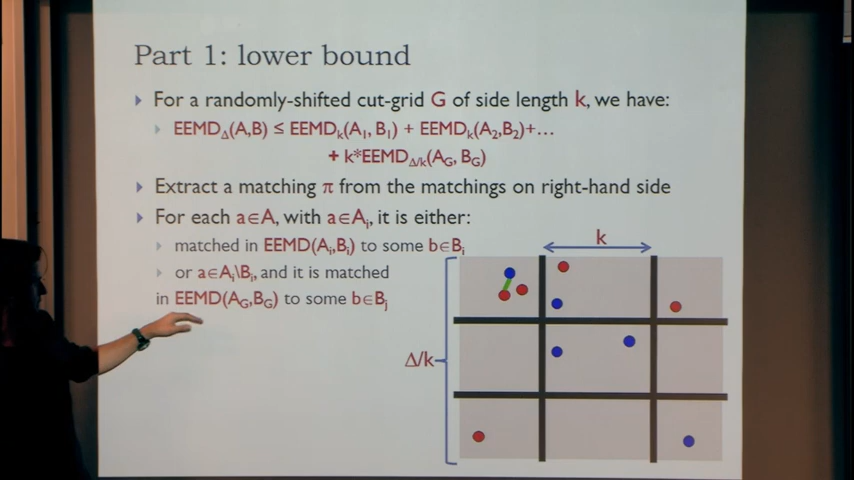 Part 1: lower bound
For a randomly-shifted cut-grid G of side length k, we have:
EEMDΔ(A,B) ≤ EEMDk(A1, B1) + EEMDk(A2,B2)+...
+ k*EEMDΔ/k(AG, BG)
Extract a matching π from the matchings on right-hand side
For each a∈A, with a∈Ai, it is either:
matched in EEMD(Ai,Bi) to some b∈Bi
or a∈Ai\Bi, and it is matched
in EEMD(AG,BG) to some b∈Bj
k
Δ/k